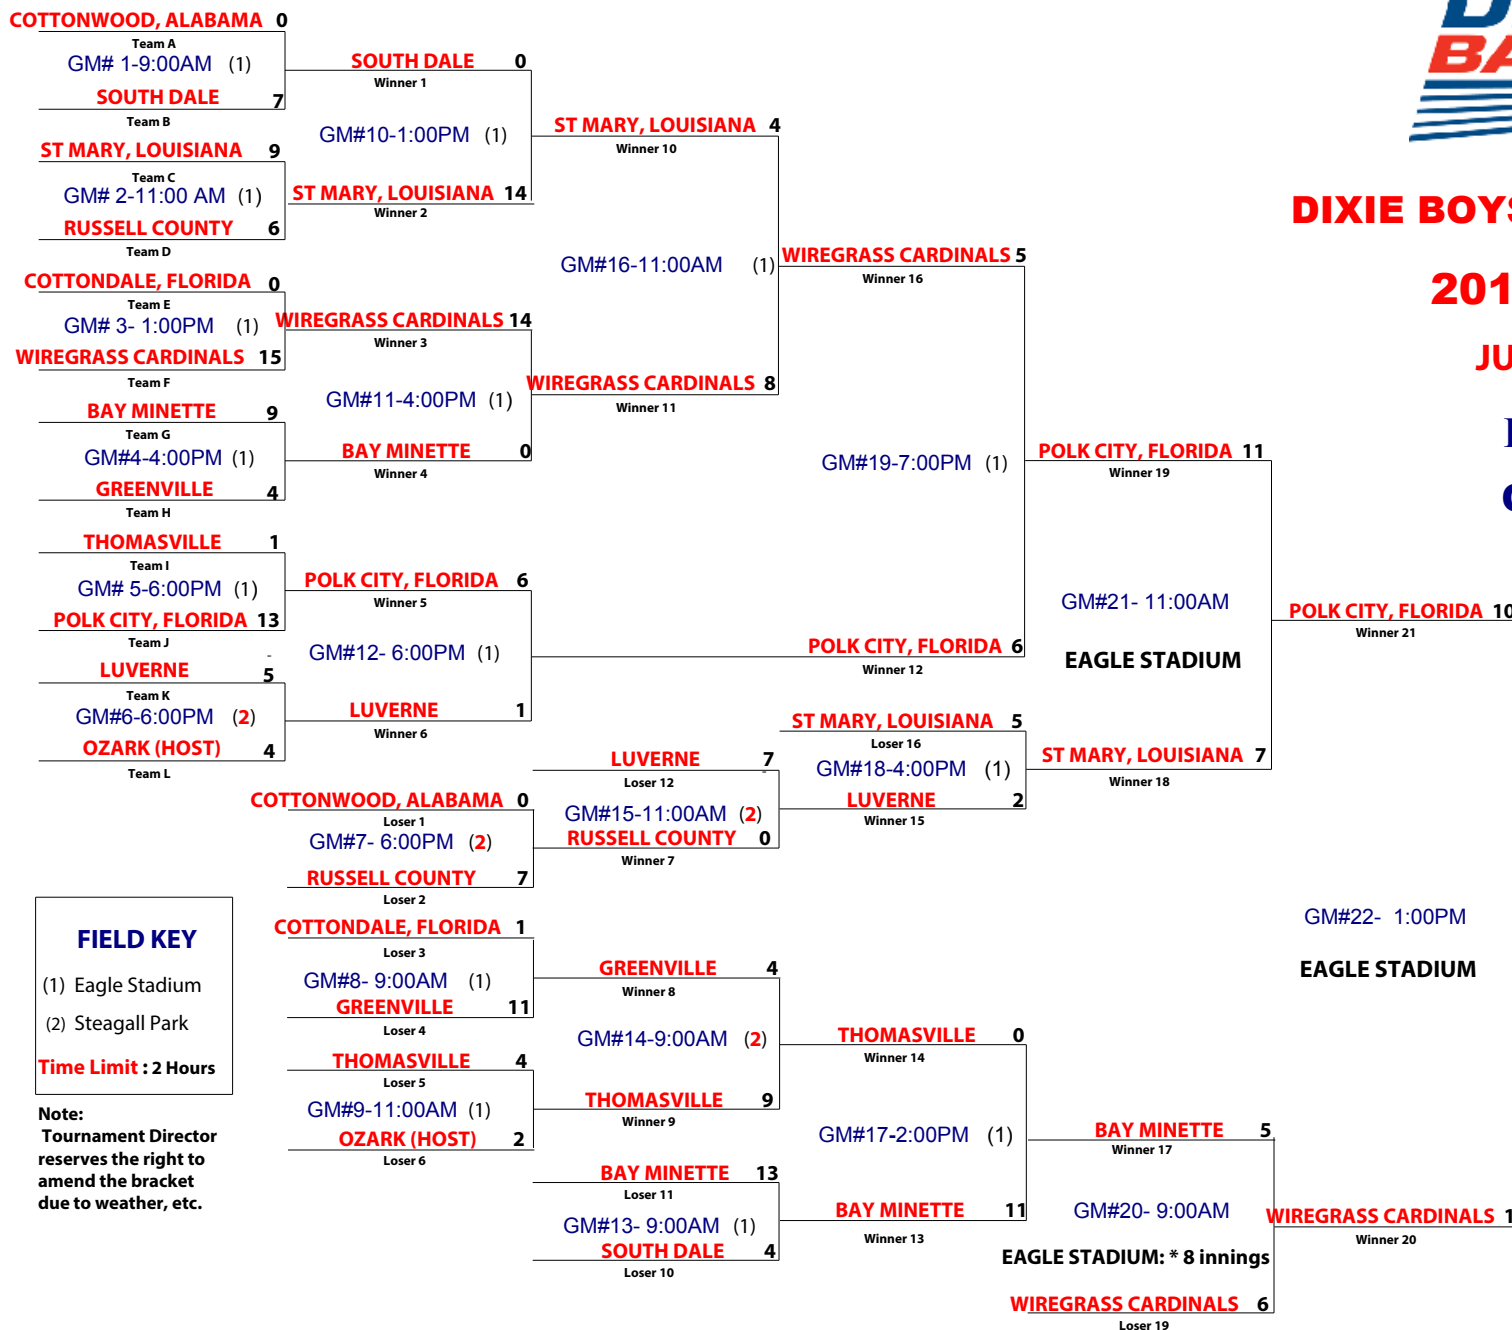 COTTONWOOD, ALABAMA 0
Team A
GM# 1-9:00AM (1)
SOUTH DALE 7
Team B
ST MARY, LOUISIANA 9
Team C
GM# 2-11:00 AM (1)
RUSSELL COUNTY 6
Team D
COTTONDALE, FLORIDA 0
Team E
GM# 3- 1:00PM (1)
WIREGRASS CARDINALS 15
Team F
BAY MINETTE 9
Team G
GM#4-4:00PM (1)
GREENVILLE 4
Team H
THOMASVILLE 1
Team I
GM# 5-6:00PM (1)
POLK CITY, FLORIDA 13
Team J
LUVERNE 5
Team K
GM#6-6:00PM (2)
OZARK (HOST) 4
Team L
SOUTH DALE 0
Winner 1
GM#10-1:00PM (1)
ST MARY, LOUISIANA 14
Winner 2
WIREGRASS CARDINALS 14
Winner 3
GM#11-4:00PM (1)
BAY MINETTE 0
Winner 4
POLK CITY, FLORIDA 6
Winner 5
GM#12- 6:00PM (1)
LUVERNE 1
Winner 6
ST MARY, LOUISIANA 4
Winner 10
GM#16-11:00AM (1)
WIREGRASS CARDINALS 8
Winner 11
WIREGRASS CARDINALS 5
Winner 16
GM#19-7:00PM (1)
POLK CITY, FLORIDA 6
Winner 12
POLK CITY, FLORIDA 11
Winner 19
GM#21- 11:00AM
EAGLE STADIUM
ST MARY, LOUISIANA 7
Winner 18
POLK CITY, FLORIDA 10
Winner 21
COTTONWOOD, ALABAMA 0
Loser 1
GM#7- 6:00PM (2)
RUSSELL COUNTY 7
Loser 2
COTTONDALE, FLORIDA 1
Loser 3
GM#8- 9:00AM (1)
GREENVILLE 11
Loser 4
THOMASVILLE 4
Loser 5
GM#9-11:00AM (1)
OZARK (HOST) 2
Loser 6
LUVERNE 7
Loser 12
GM#15-11:00AM (2)
RUSSELL COUNTY 0
Winner 7
ST MARY, LOUISIANA 5
Loser 16
GM#18-4:00PM (1)
LUVERNE 2
Winner 15
GREENVILLE 4
Winner 8
GM#14-9:00AM (2)
THOMASVILLE 9
Winner 9
BAY MINETTE 13
Loser 11
GM#13- 9:00AM (1)
SOUTH DALE 4
Loser 10
THOMASVILLE 0
Winner 14
GM#17-2:00PM (1)
BAY MINETTE 11
Winner 13
BAY MINETTE 5
Winner 17
GM#20- 9:00AM
EAGLE STADIUM: * 8 innings
WIREGRASS CARDINALS 6
Loser 19
WIREGRASS CARDINALS 1
Winner 20
GM#22- 1:00PM
EAGLE STADIUM
DIXIE BOYS
201
JU
FIELD KEY
(1) Eagle Stadium
(2) Steagall Park
Time Limit : 2 Hours
Note:
Tournament Director
reserves the right to
amend the bracket
due to weather, etc.